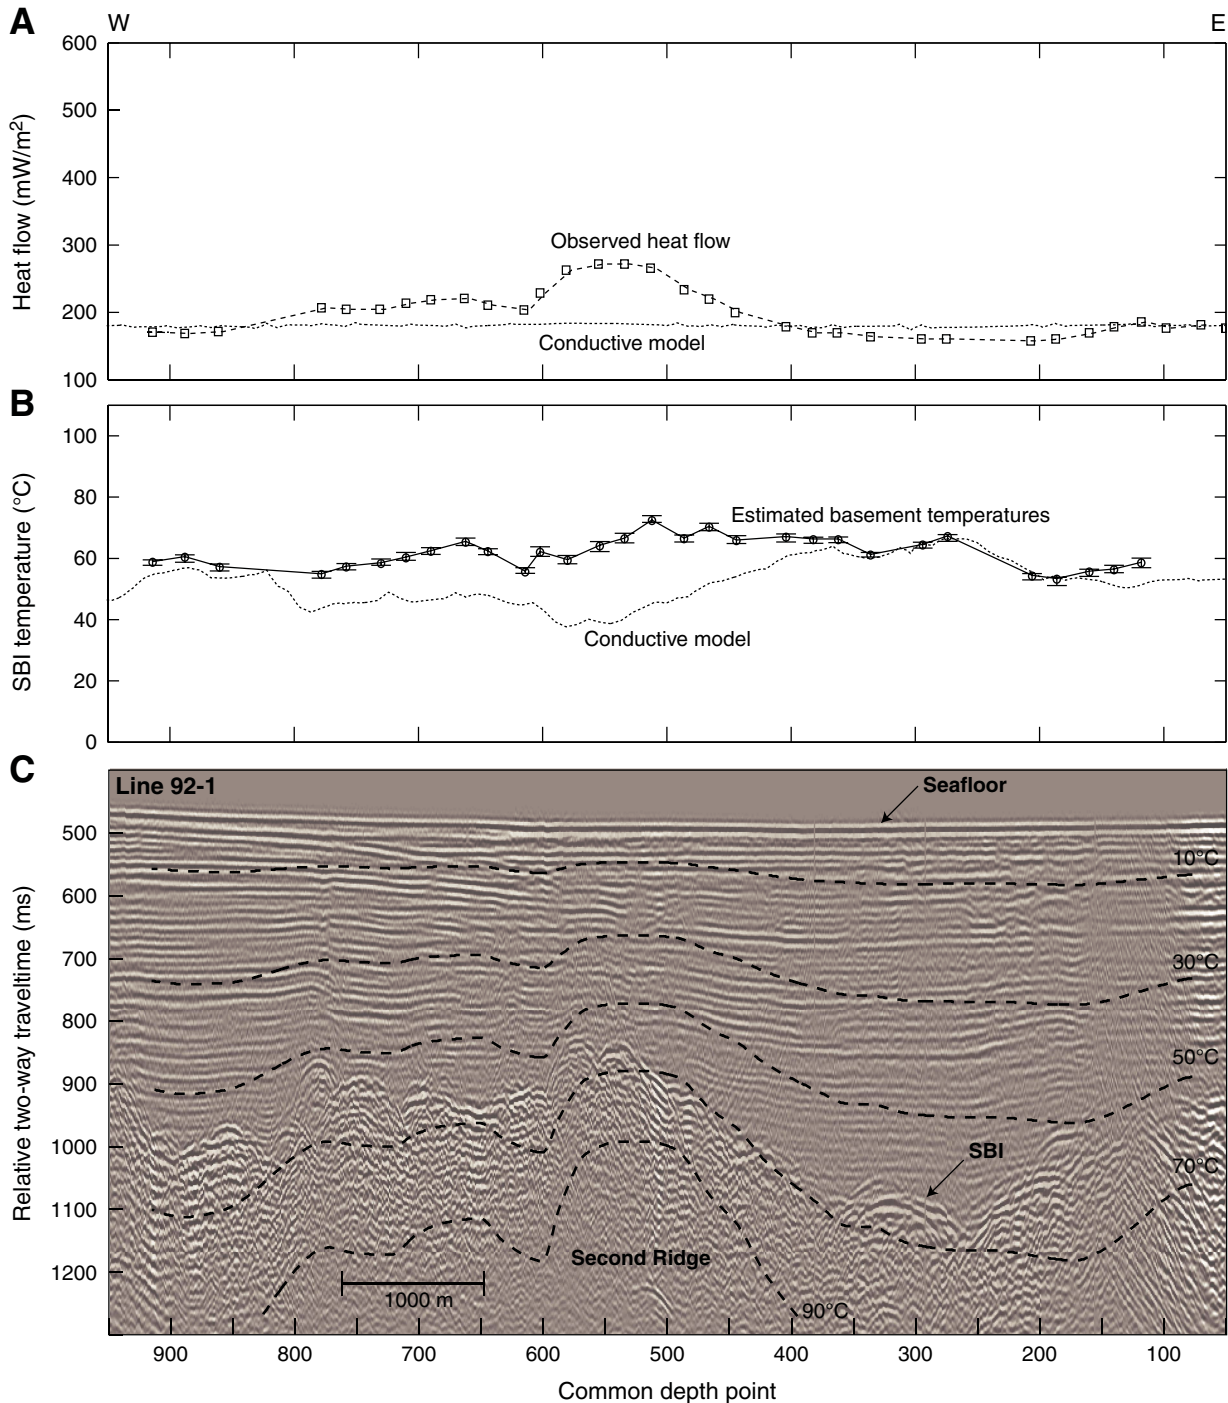 A
W
E
600
500
400
300
200
100
Heat flow (mW/m²)
Observed heat flow
Conductive model
B
100
80
60
40
20
0
SBI temperature (°C)
Estimated basement temperatures
Conductive model
C
Line 92-1
Seafloor
500
600
700
800
900
1000
1100
1200
Relative two-way traveltime (ms)
10°C
30°C
50°C
SBI
70°C
Second Ridge
1000 m
90°C
900
800
700
600
500
400
300
200
100
Common depth point